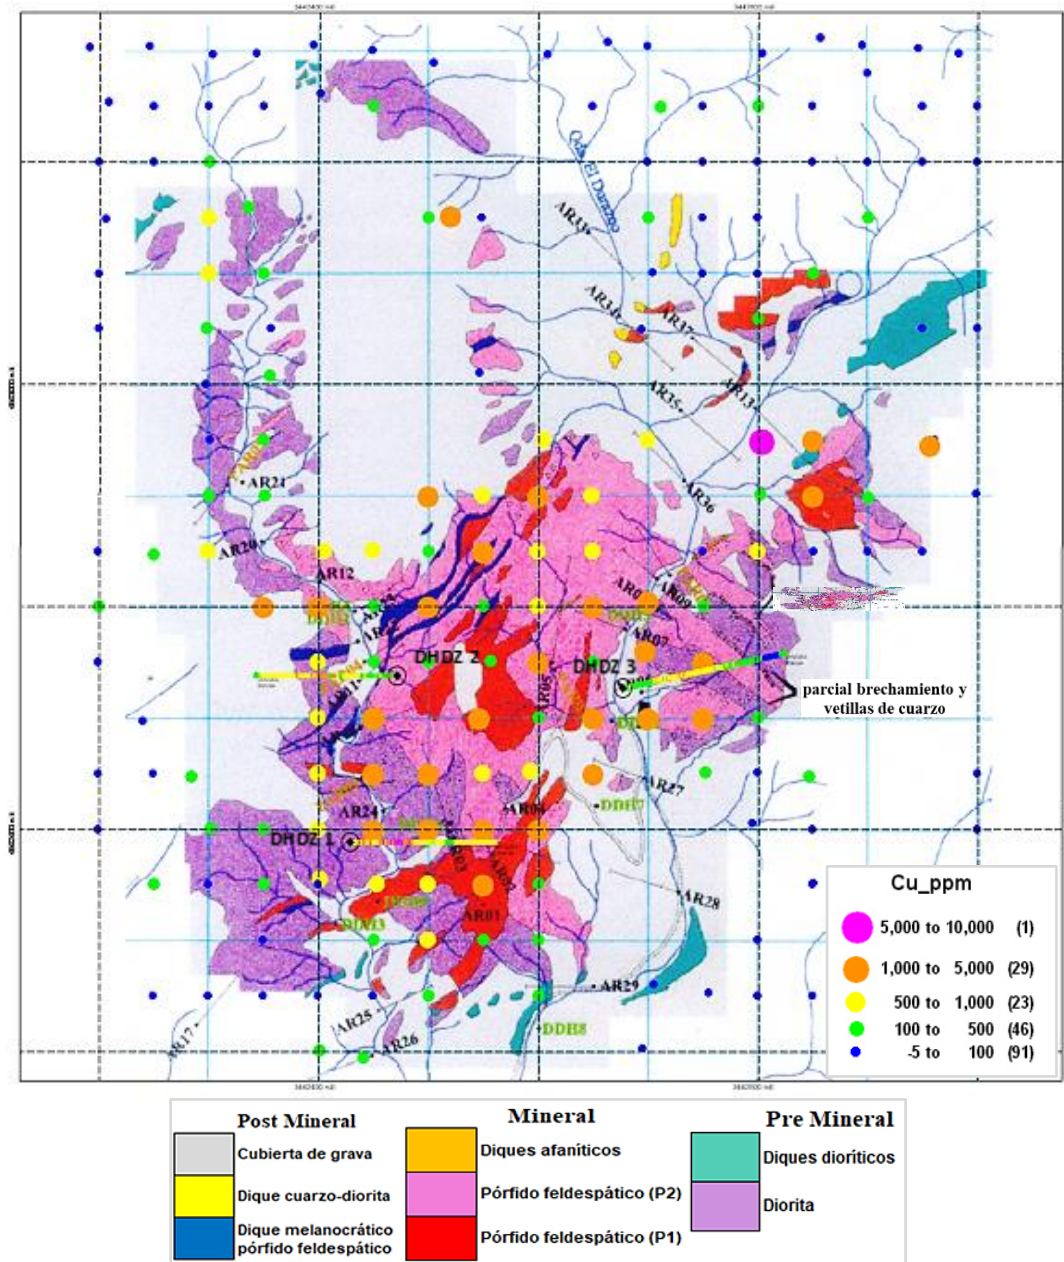 Qda. El Durazno
AR33
AR34
AR37
AR35
AR13
AR21
AR36
AR20
AR12
AR09
AR07
DHDZ 2
DHDZ 3
parcial brechamiento y
vetillas de cuarzo
AR05
AR11
AR27
AR24
AR04
DDH7
DHDZ 1
AR03
AR02
AR28
AR01
AR29
AR25
AR26
AR17
DDH8
Cu_ppm
5,000 to 10,000 (1)
1,000 to 5,000 (29)
500 to 1,000 (23)
100 to 500 (46)
-5 to 100 (91)
Post Mineral
Cubierta de grava
Dique cuarzo-diorita
Dique melanocrático
pórfido feldespático
Mineral
Diques afaníticos
Pórfido feldespático (P2)
Pórfido feldespático (P1)
Pre Mineral
Diques dioríticos
Diorita